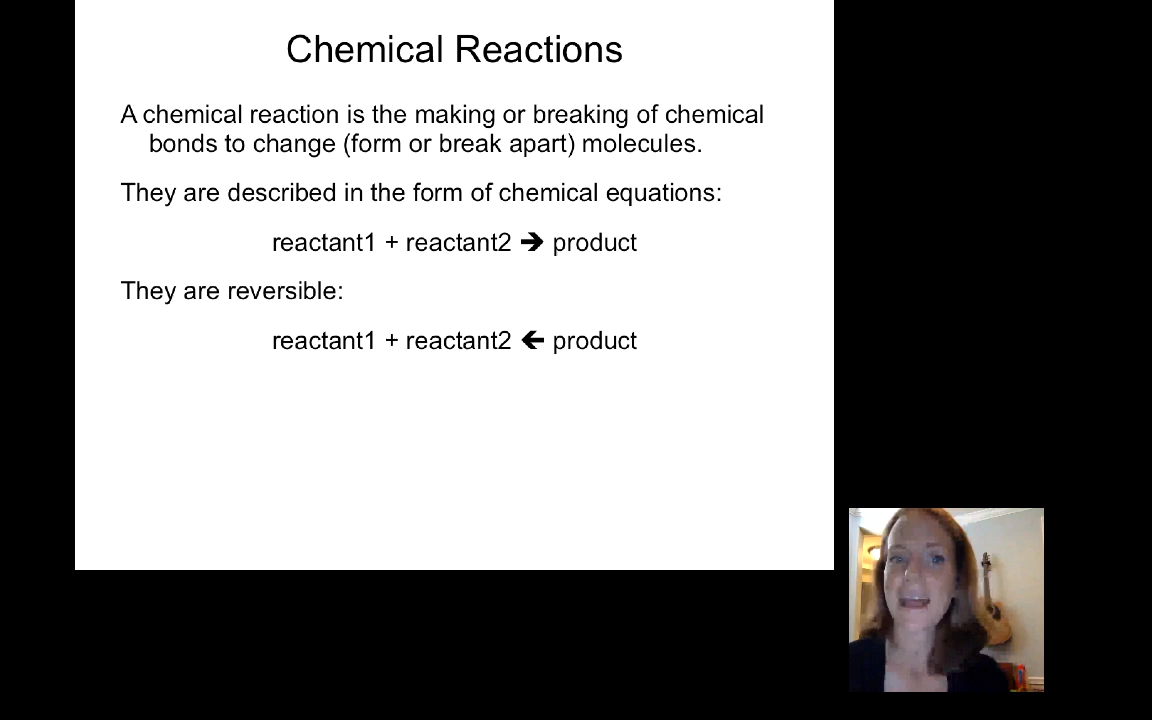 Chemical Reactions
A chemical reaction is the making or breaking of chemical
bonds to change (form or break apart) molecules.
They are described in the form of chemical equations:
reactant1 + reactant2 ➔ product
They are reversible:
reactant1 + reactant2 🡰 product